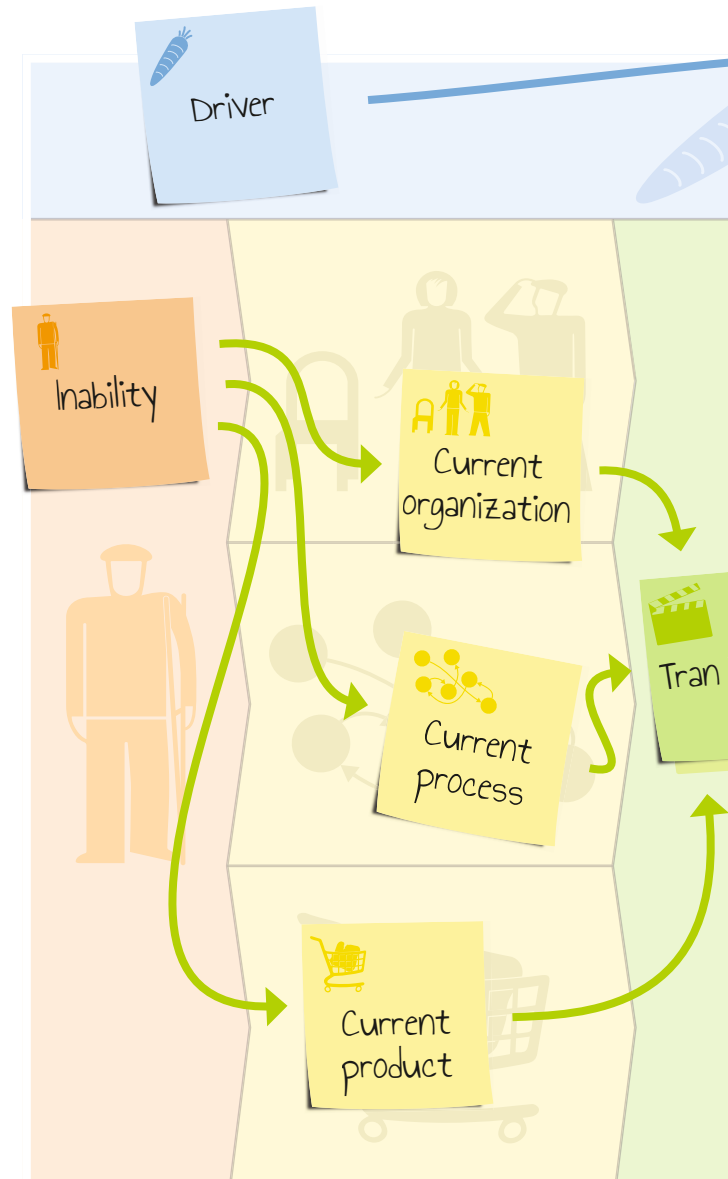 Driver
Inability
Current
organization
Current
process
Tran
Current
product